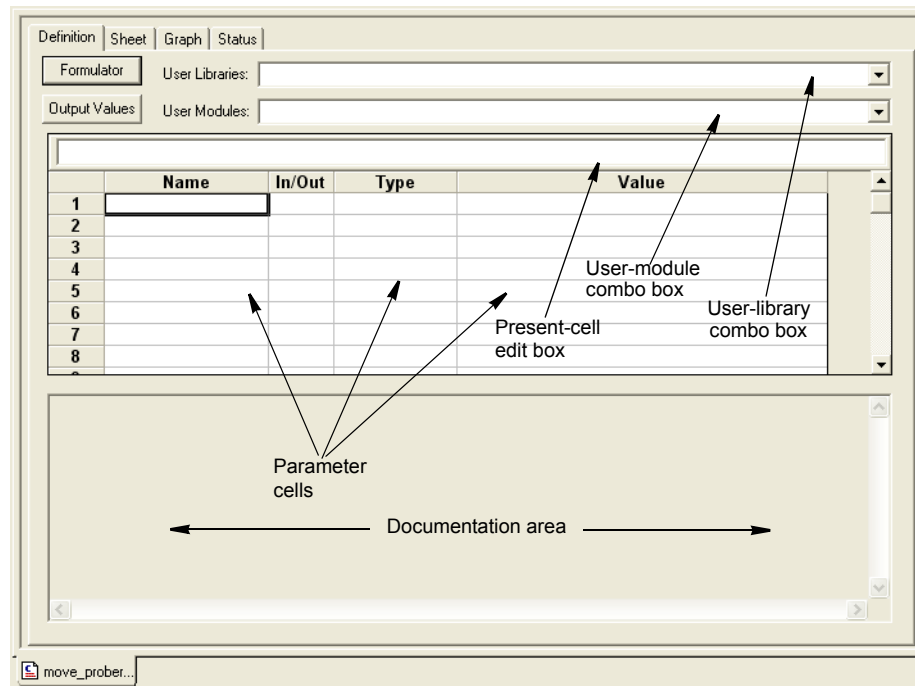 Definition Sheet Graph Status
Formulator User Libraries:
Output Values User Modules:
Name In/Out Type Value
1
2
3
4
5
6
7
8
User-module
combo box
User-library
combo box
Present-cell
edit box
Parameter
cells
Documentation area
move_prober...